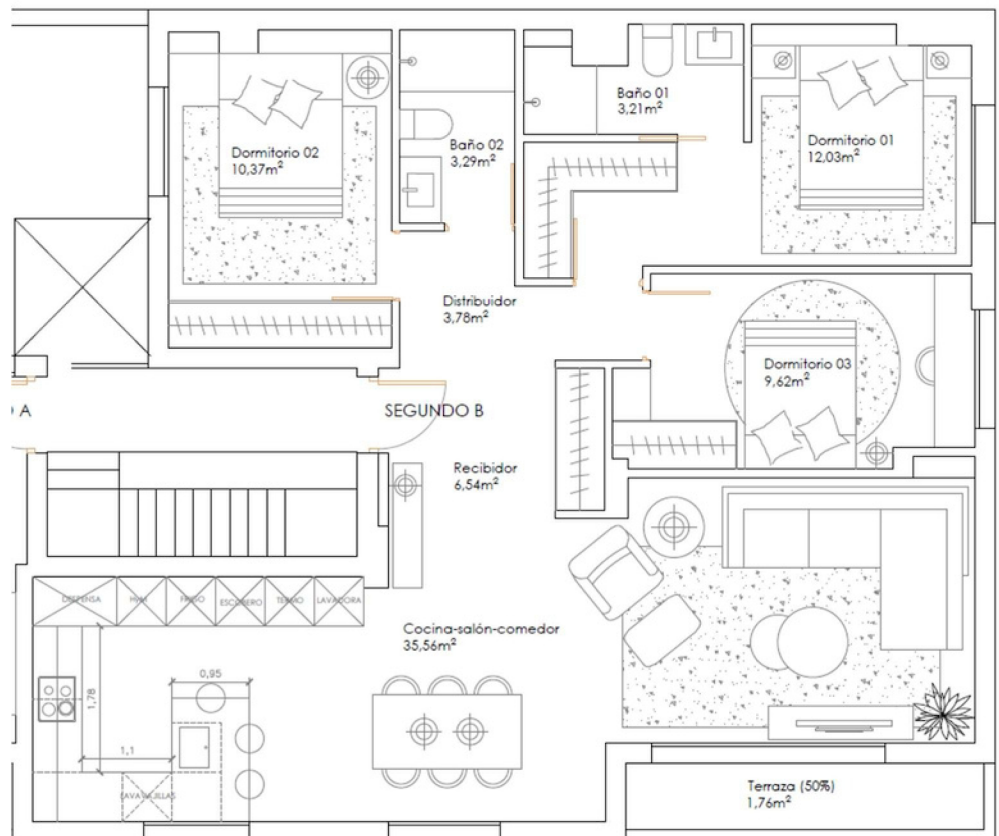 Baño 01
3,21m²
Dormitorio 02
10,37m²
Baño 02
3,29m²
Dormitorio 01
12,03m²
Distribuidor
3,78m²
Dormitorio 03
9,62m²
A
SEGUNDO B
Recibidor
6,54m²
DESPENSA
ESCOBERO
TERMO
LAVADORA
Cocina-salón-comedor
35,56m²
0,95
1,78
1,1
LAVAVAJILLAS
Terraza (50%)
1,76m²